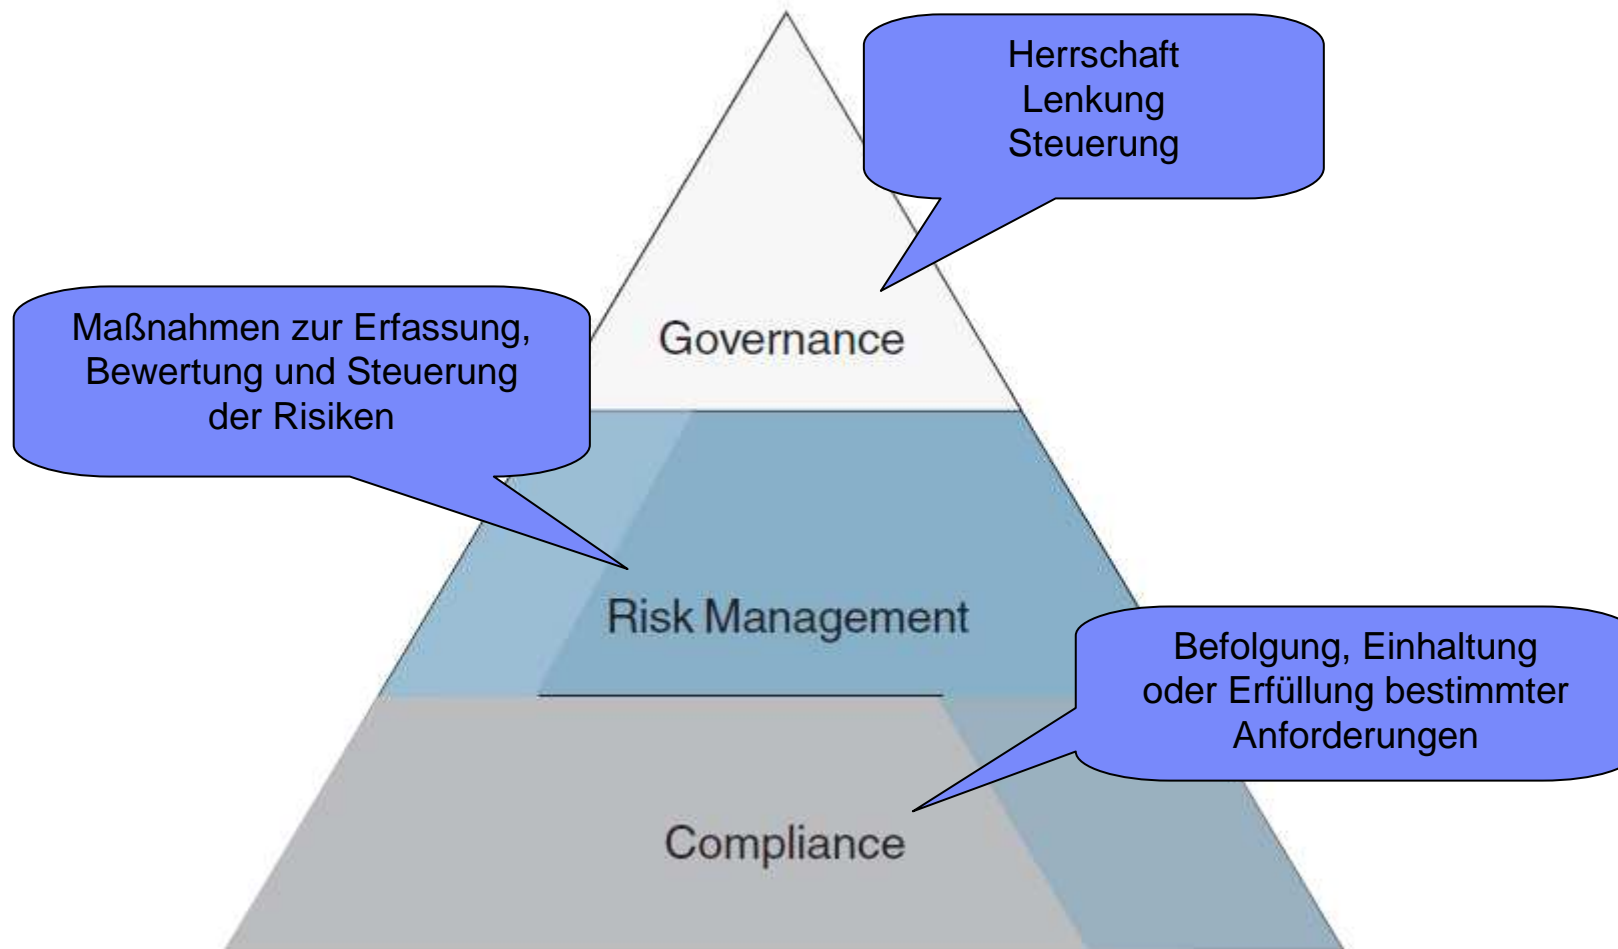 Herrschaft
Lenkung
Steuerung
Governance
Maßnahmen zur Erfassung,
Bewertung und Steuerung
der Risiken
Risk Management
Befolgung, Einhaltung
oder Erfüllung bestimmter
Anforderungen
Compliance